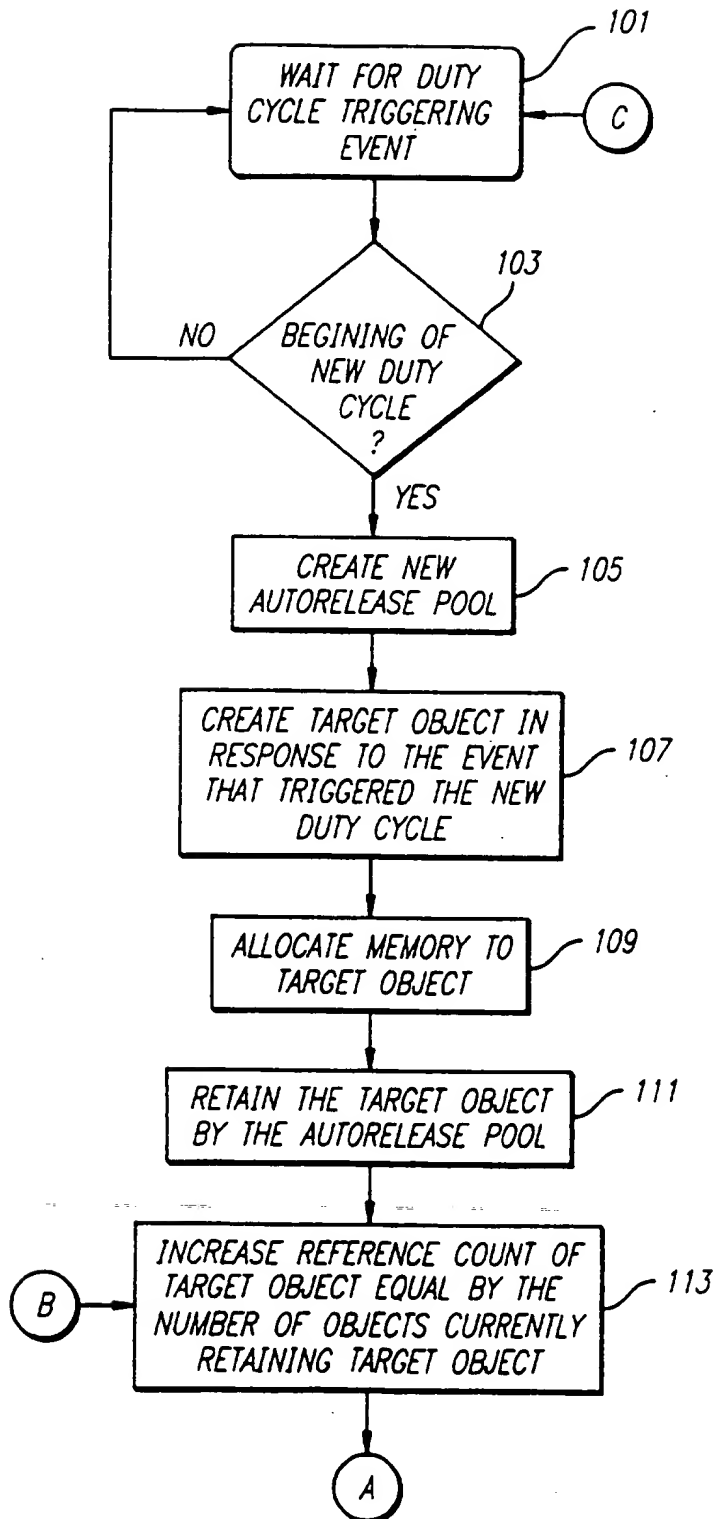 101
WAIT FOR DUTY
CYCLE TRIGGERING
EVENT
C
103
NO
BEGINING OF
NEW DUTY
CYCLE
?
YES
CREATE NEW
AUTORELEASE POOL
105
CREATE TARGET OBJECT IN
RESPONSE TO THE EVENT
THAT TRIGGERED THE NEW
DUTY CYCLE
107
ALLOCATE MEMORY TO
TARGET OBJECT
109
RETAIN THE TARGET OBJECT
BY THE AUTORELEASE POOL
111
INCREASE REFERENCE COUNT OF
TARGET OBJECT EQUAL BY THE
NUMBER OF OBJECTS CURRENTLY
RETAINING TARGET OBJECT
113
B
A